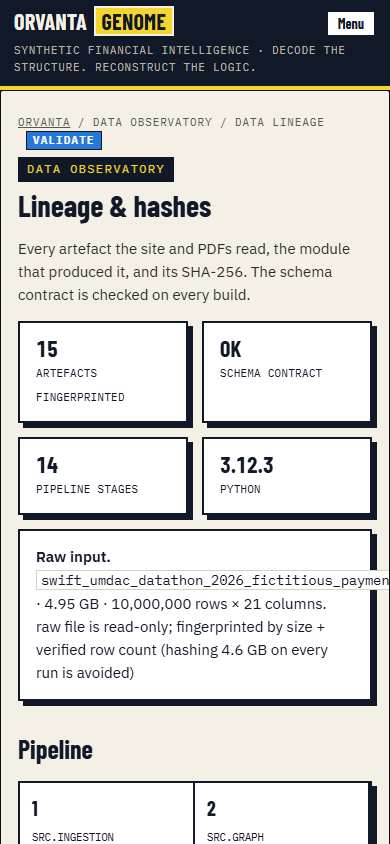 ORVANTA GENOME
Menu
SYNTHETIC FINANCIAL INTELLIGENCE · DECODE THE
STRUCTURE. RECONSTRUCT THE LOGIC.
ORVANTA / DATA OBSERVATORY / DATA LINEAGE
VALIDATE
DATA OBSERVATORY
Lineage & hashes
Every artefact the site and PDFs read, the module
that produced it, and its SHA-256. The schema
contract is checked on every build.
15
ARTEFACTS
FINGERPRINTED
OK
SCHEMA CONTRACT
14
PIPELINE STAGES
3.12.3
PYTHON
Raw input.
swift_umdac_datathon_2026_fictitious_paymen
· 4.95 GB · 10,000,000 rows × 21 columns.
raw file is read-only; fingerprinted by size +
verified row count (hashing 4.6 GB on every
run is avoided)
Pipeline
1
SRC.INGESTION
2
SRC.GRAPH